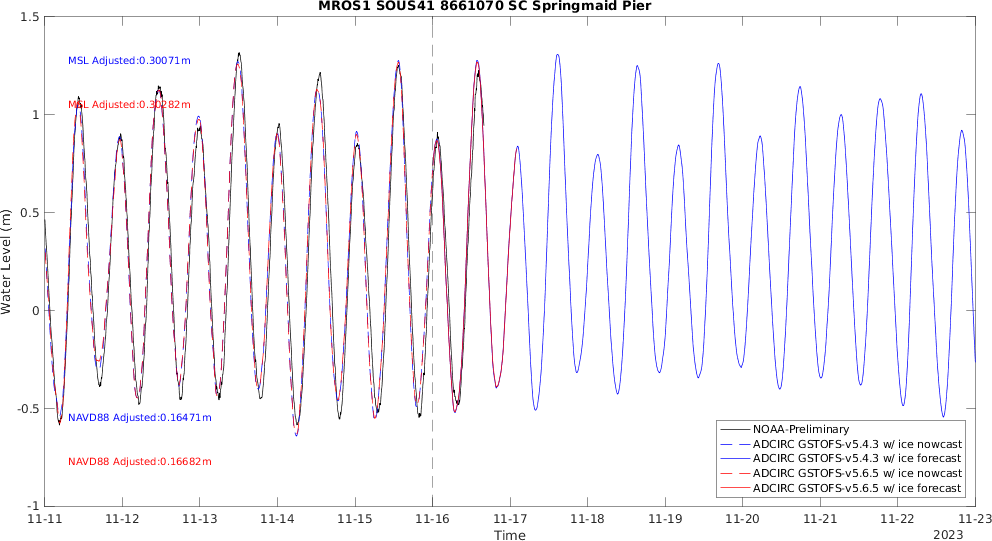 MROS1 SOUS41 8661070 SC Springmaid Pier
1.5
1
0.5
0
-0.5
-1
Water Level (m)
MSL Adjusted:0.30071m
MSL Adjusted:0.30282m
NAVD88 Adjusted:0.16471m
NAVD88 Adjusted:0.16682m
NOAA-Preliminary
ADCIRC GSTOFS-v5.4.3 w/ ice nowcast
ADCIRC GSTOFS-v5.4.3 w/ ice forecast
ADCIRC GSTOFS-v5.6.5 w/ ice nowcast
ADCIRC GSTOFS-v5.6.5 w/ ice forecast
11-11 11-12 11-13 11-14 11-15 11-16 11-17 11-18 11-19 11-20 11-21 11-22 11-23
Time
2023